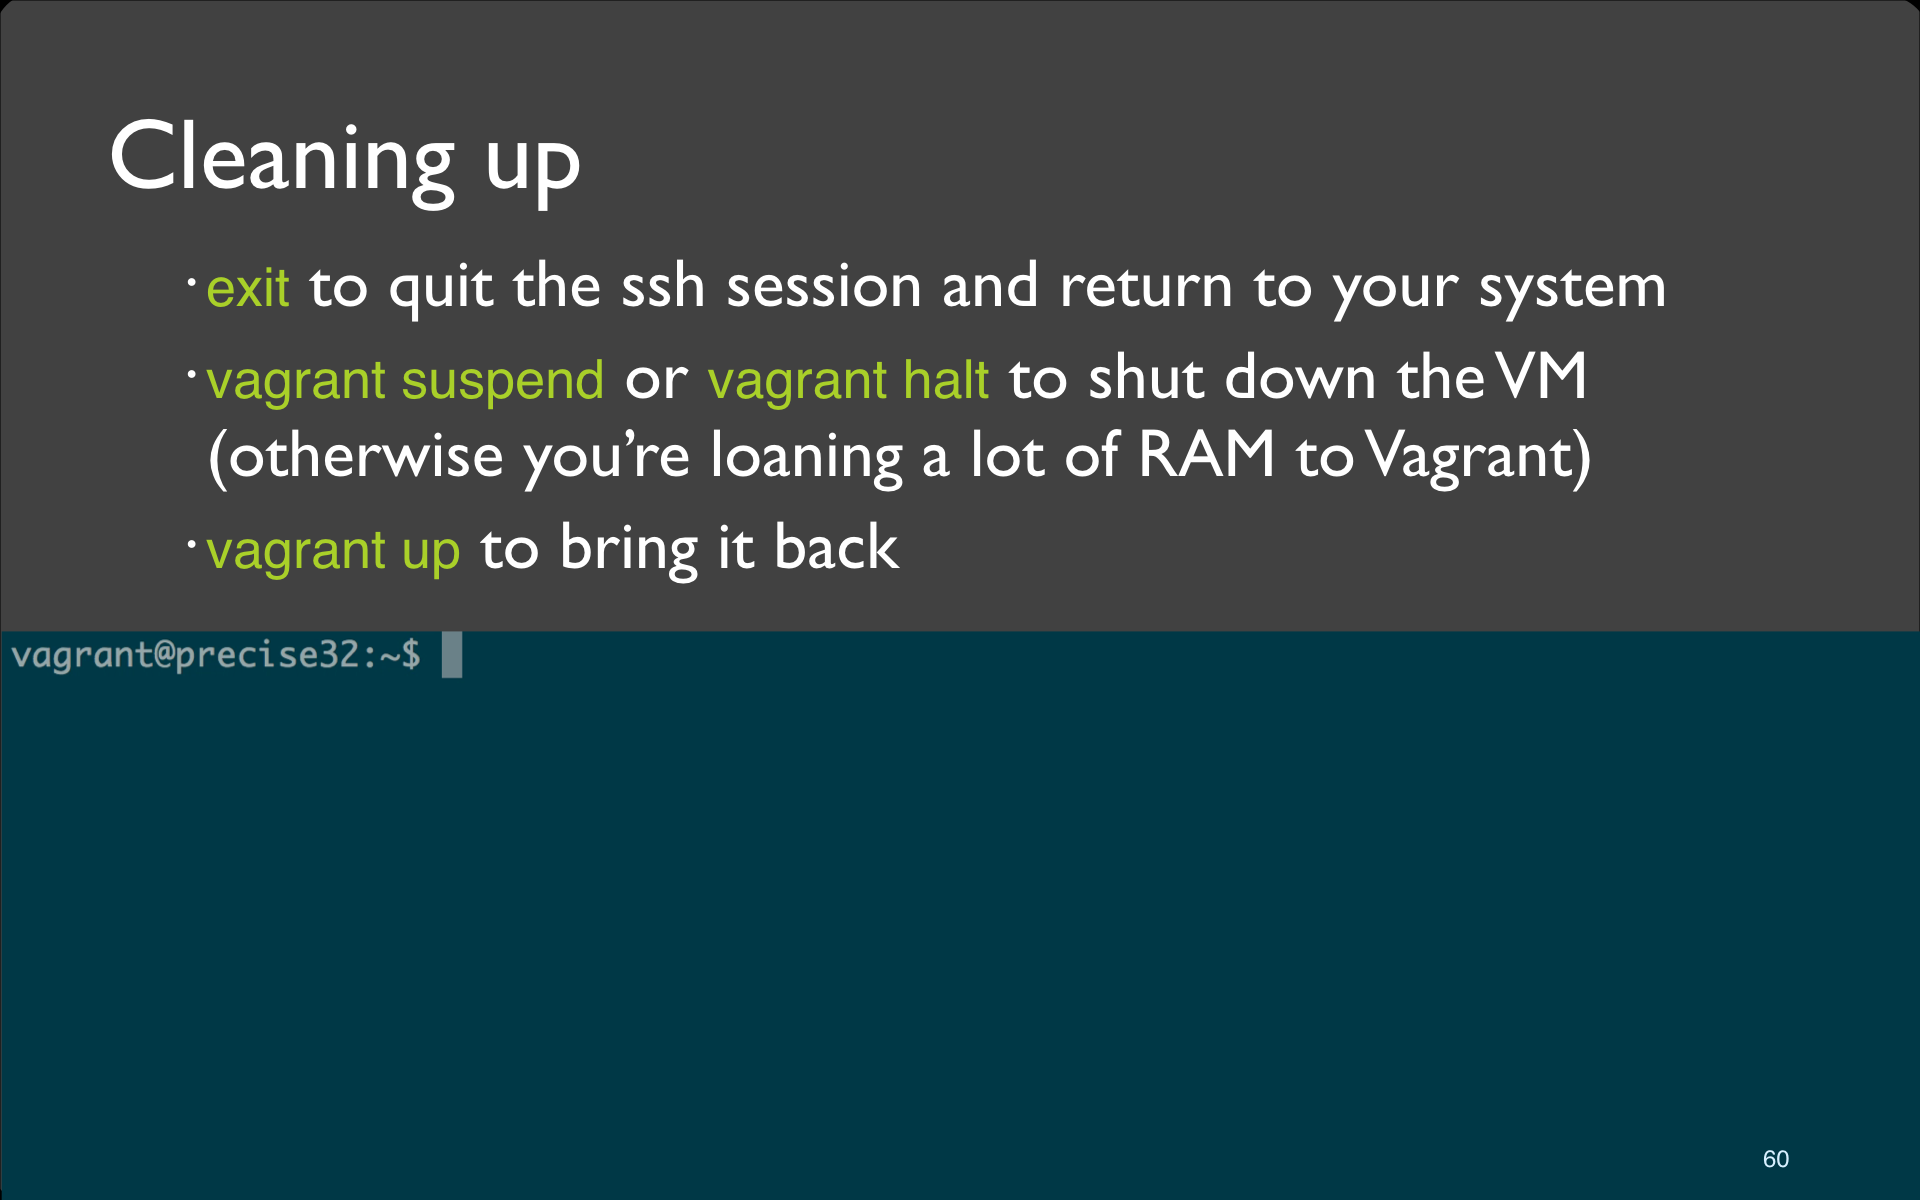 Cleaning up
· exit to quit the ssh session and return to your system
· vagrant suspend or vagrant halt to shut down the VM
(otherwise you’re loaning a lot of RAM to Vagrant)
· vagrant up to bring it back
vagrant@precise32:~$
60